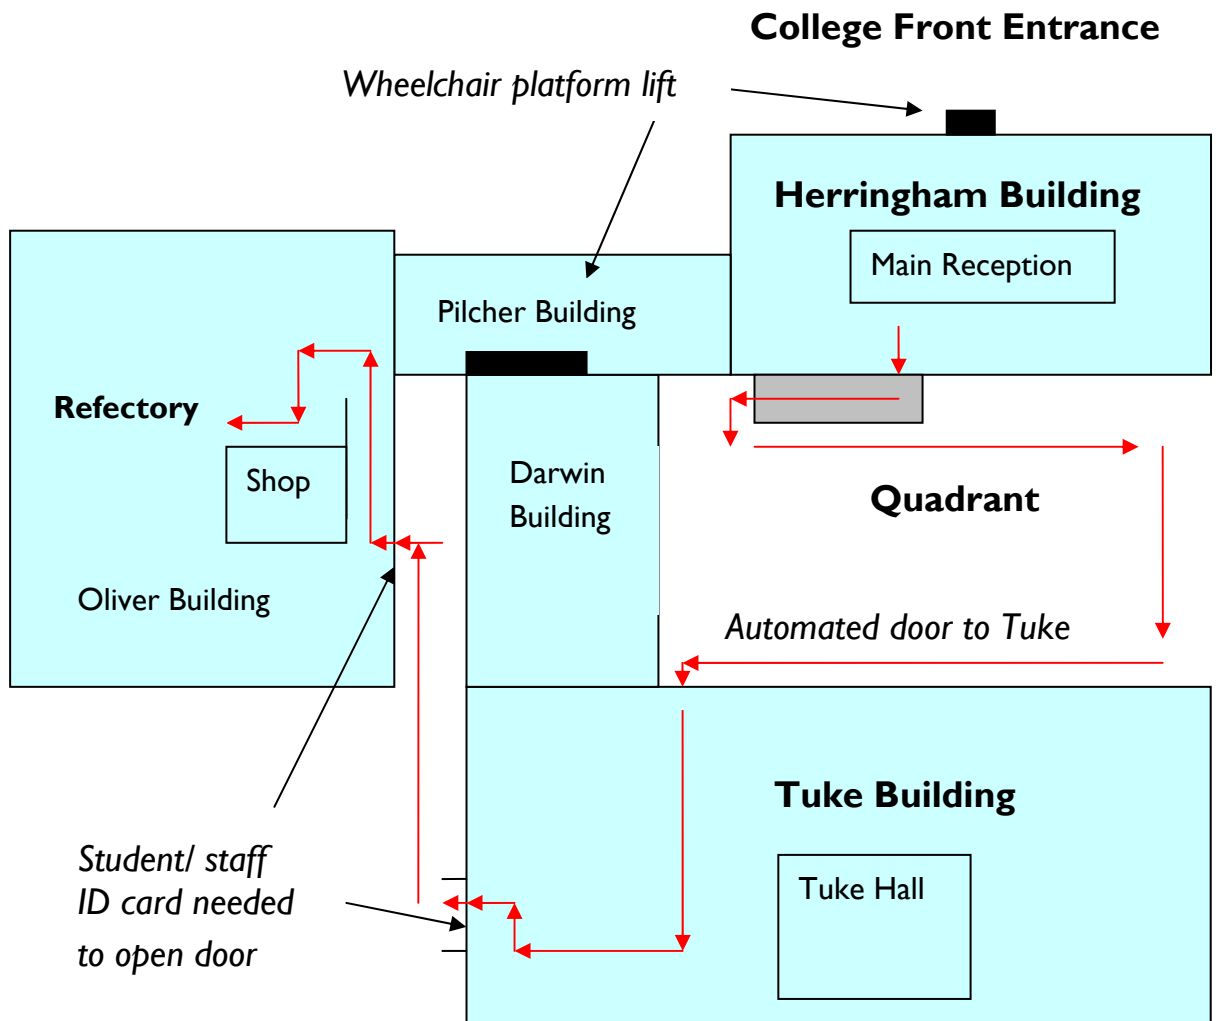 College Front Entrance
Wheelchair platform lift
Herringham Building
Main Reception
Pilcher Building
Refectory
Shop
Darwin
Building
Quadrant
Oliver Building
Automated door to Tuke
Tuke Building
Student/ staff
ID card needed
to open door
Tuke Hall